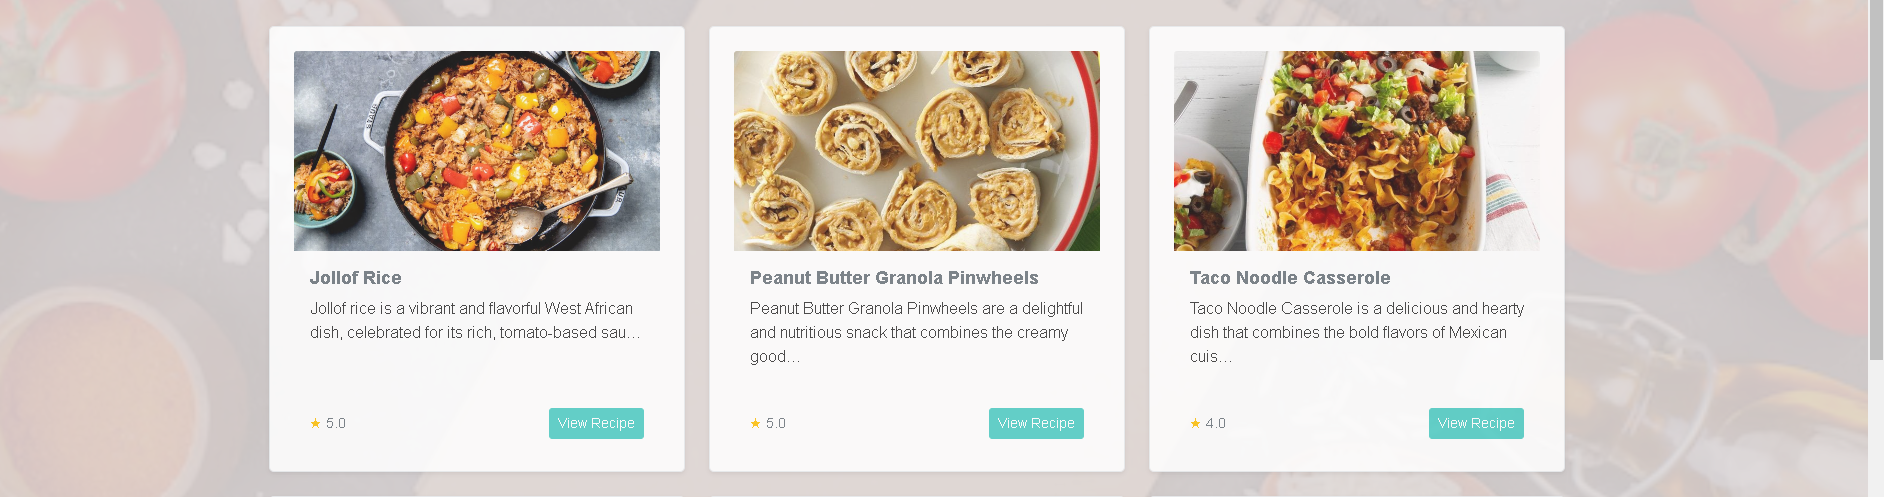 STAUB
Jollof Rice
Jollof rice is a vibrant and flavorful West African
dish, celebrated for its rich, tomato-based sau...
★ 5.0
View Recipe
Peanut Butter Granola Pinwheels
Peanut Butter Granola Pinwheels are a delightful
and nutritious snack that combines the creamy
good...
★ 5.0
View Recipe
Taco Noodle Casserole
Taco Noodle Casserole is a delicious and hearty
dish that combines the bold flavors of Mexican
cuis...
★ 4.0
View Recipe